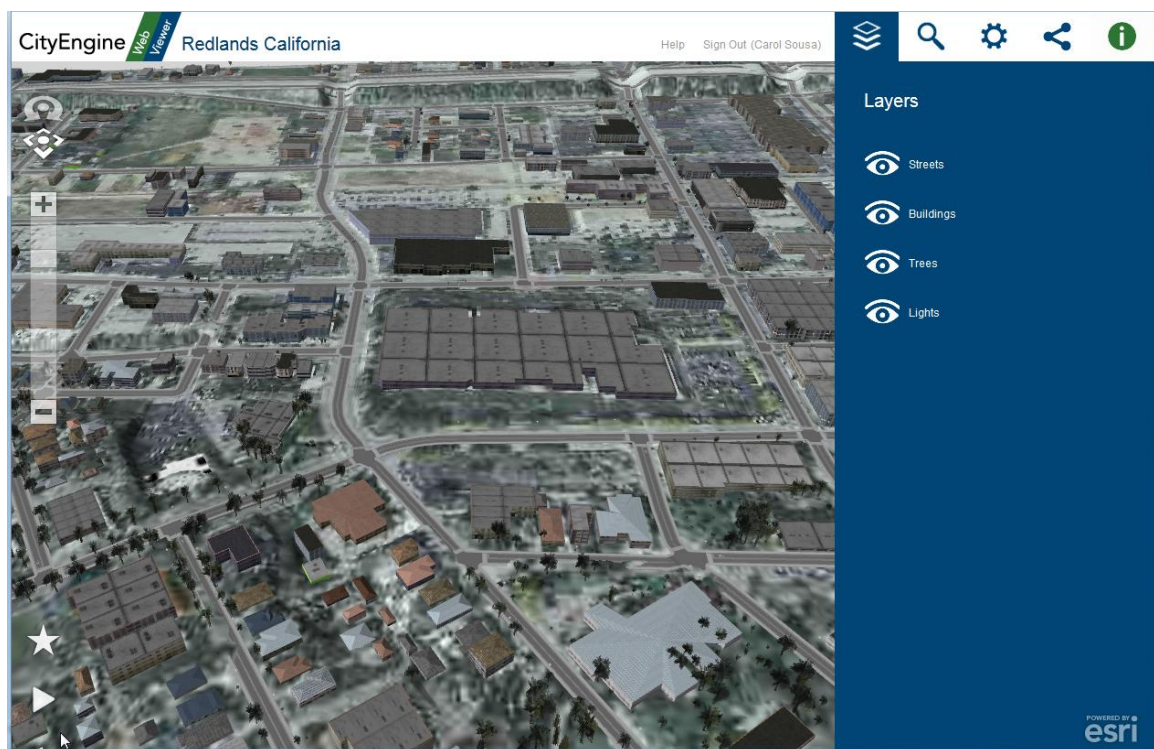 CityEngine Web Viewer Redlands California
Help Sign Out (Carol Sousa)
Layers
Streets
Buildings
Trees
Lights
POWERED BY
esri